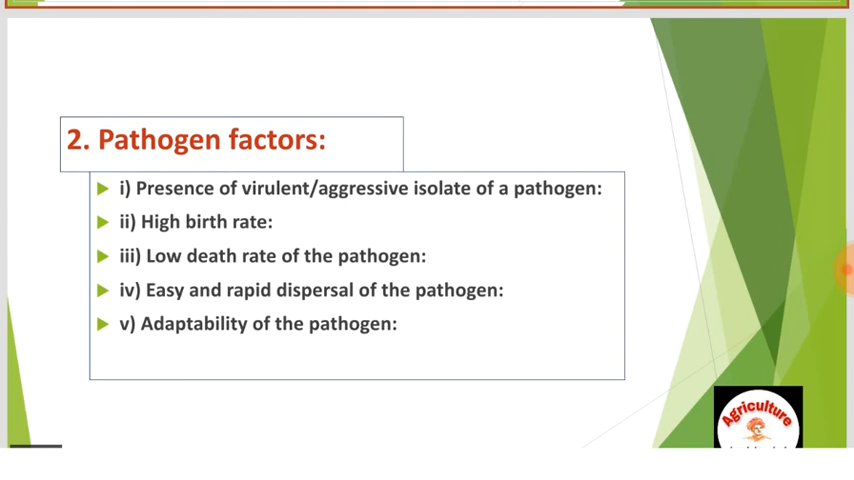 2. Pathogen factors:
i) Presence of virulent/aggressive isolate of a pathogen:
ii) High birth rate:
iii) Low death rate of the pathogen:
iv) Easy and rapid dispersal of the pathogen:
v) Adaptability of the pathogen:
Agriculture